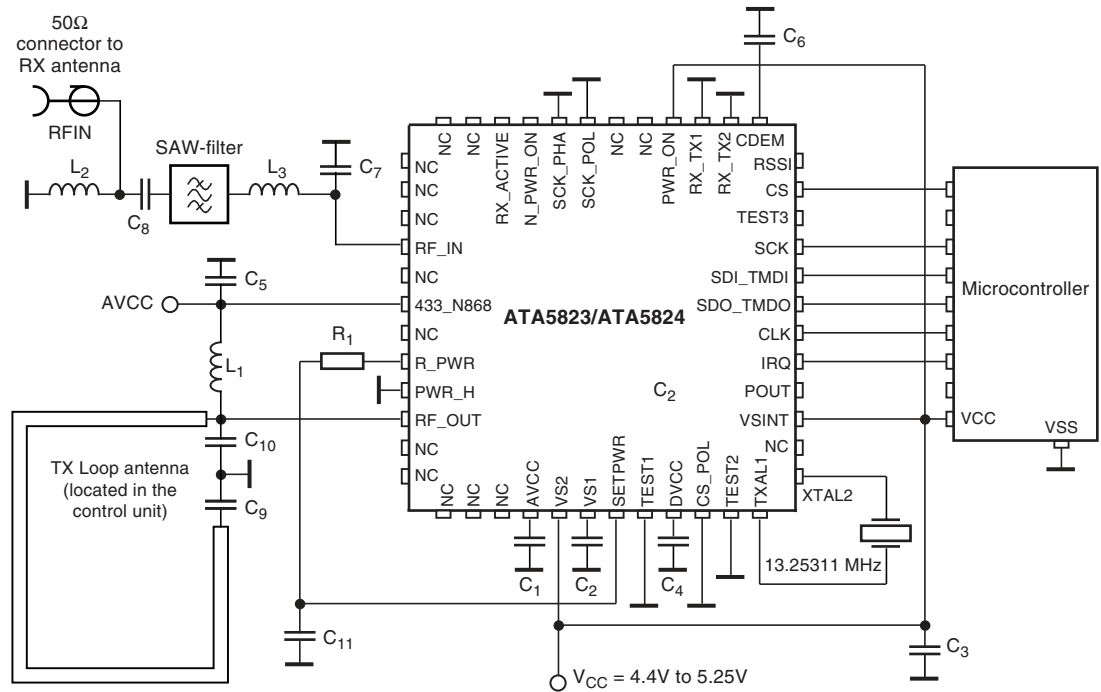 50Ω
connector to
RX antenna
RFIN
L2
C8
SAW-filter
L3
C7
C6
NC
NC
RX_ACTIVE
N_PWR_ON
SCK_PHA
SCK_POL
NC
NC
PWR_ON
RX_TX1
RX_TX2
CDEM
NC
NC
NC
RF_IN
NC
433_N868
NC
R_PWR
PWR_H
RF_OUT
NC
NC
RSSI
CS
TEST3
SCK
SDI_TMDI
SDO_TMDO
CLK
IRQ
POUT
VSINT
NC
XTAL2
ATA5823/ATA5824
C2
Microcontroller
VCC
VSS
AVCC
C5
L1
R1
C10
C9
TX Loop antenna
(located in the
control unit)
NC
NC
NC
AVCC
VS2
VS1
SETPWR
TEST1
DVCC
CS_POL
TEST2
TXAL1
C1
C2
C4
13.25311 MHz
C11
C3
VCC = 4.4V to 5.25V